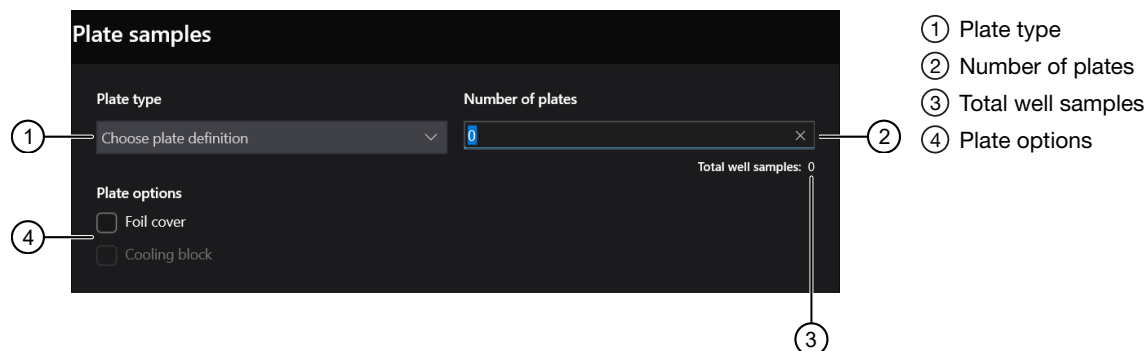 Plate samples
Plate type
Number of plates
① Choose plate definition
0 ②
Total well samples: 0
Plate options
④ Foil cover
Cooling block
③
① Plate type
② Number of plates
③ Total well samples
④ Plate options